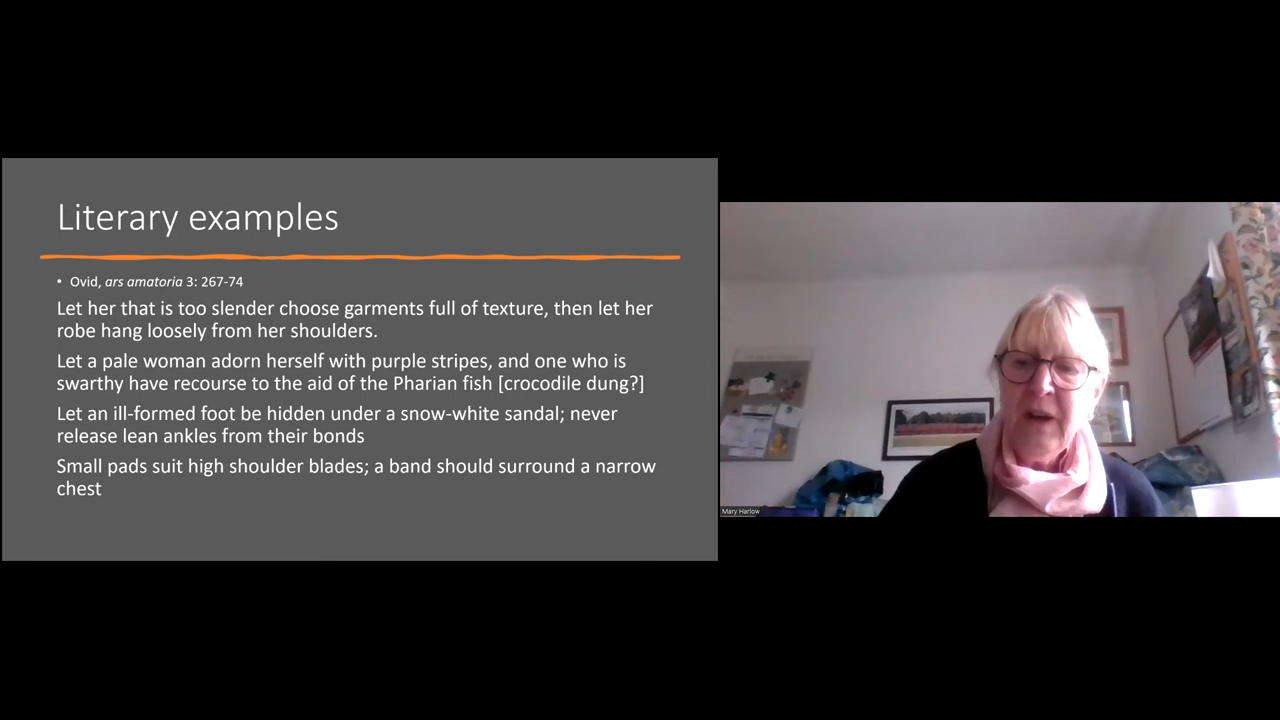 Literary examples
• Ovid, ars amatoria 3: 267-74
Let her that is too slender choose garments full of texture, then let her
robe hang loosely from her shoulders.
Let a pale woman adorn herself with purple stripes, and one who is
swarthy have recourse to the aid of the Pharian fish [crocodile dung?]
Let an ill-formed foot be hidden under a snow-white sandal; never
release lean ankles from their bonds
Small pads suit high shoulder blades; a band should surround a narrow
chest
Mary Harlow